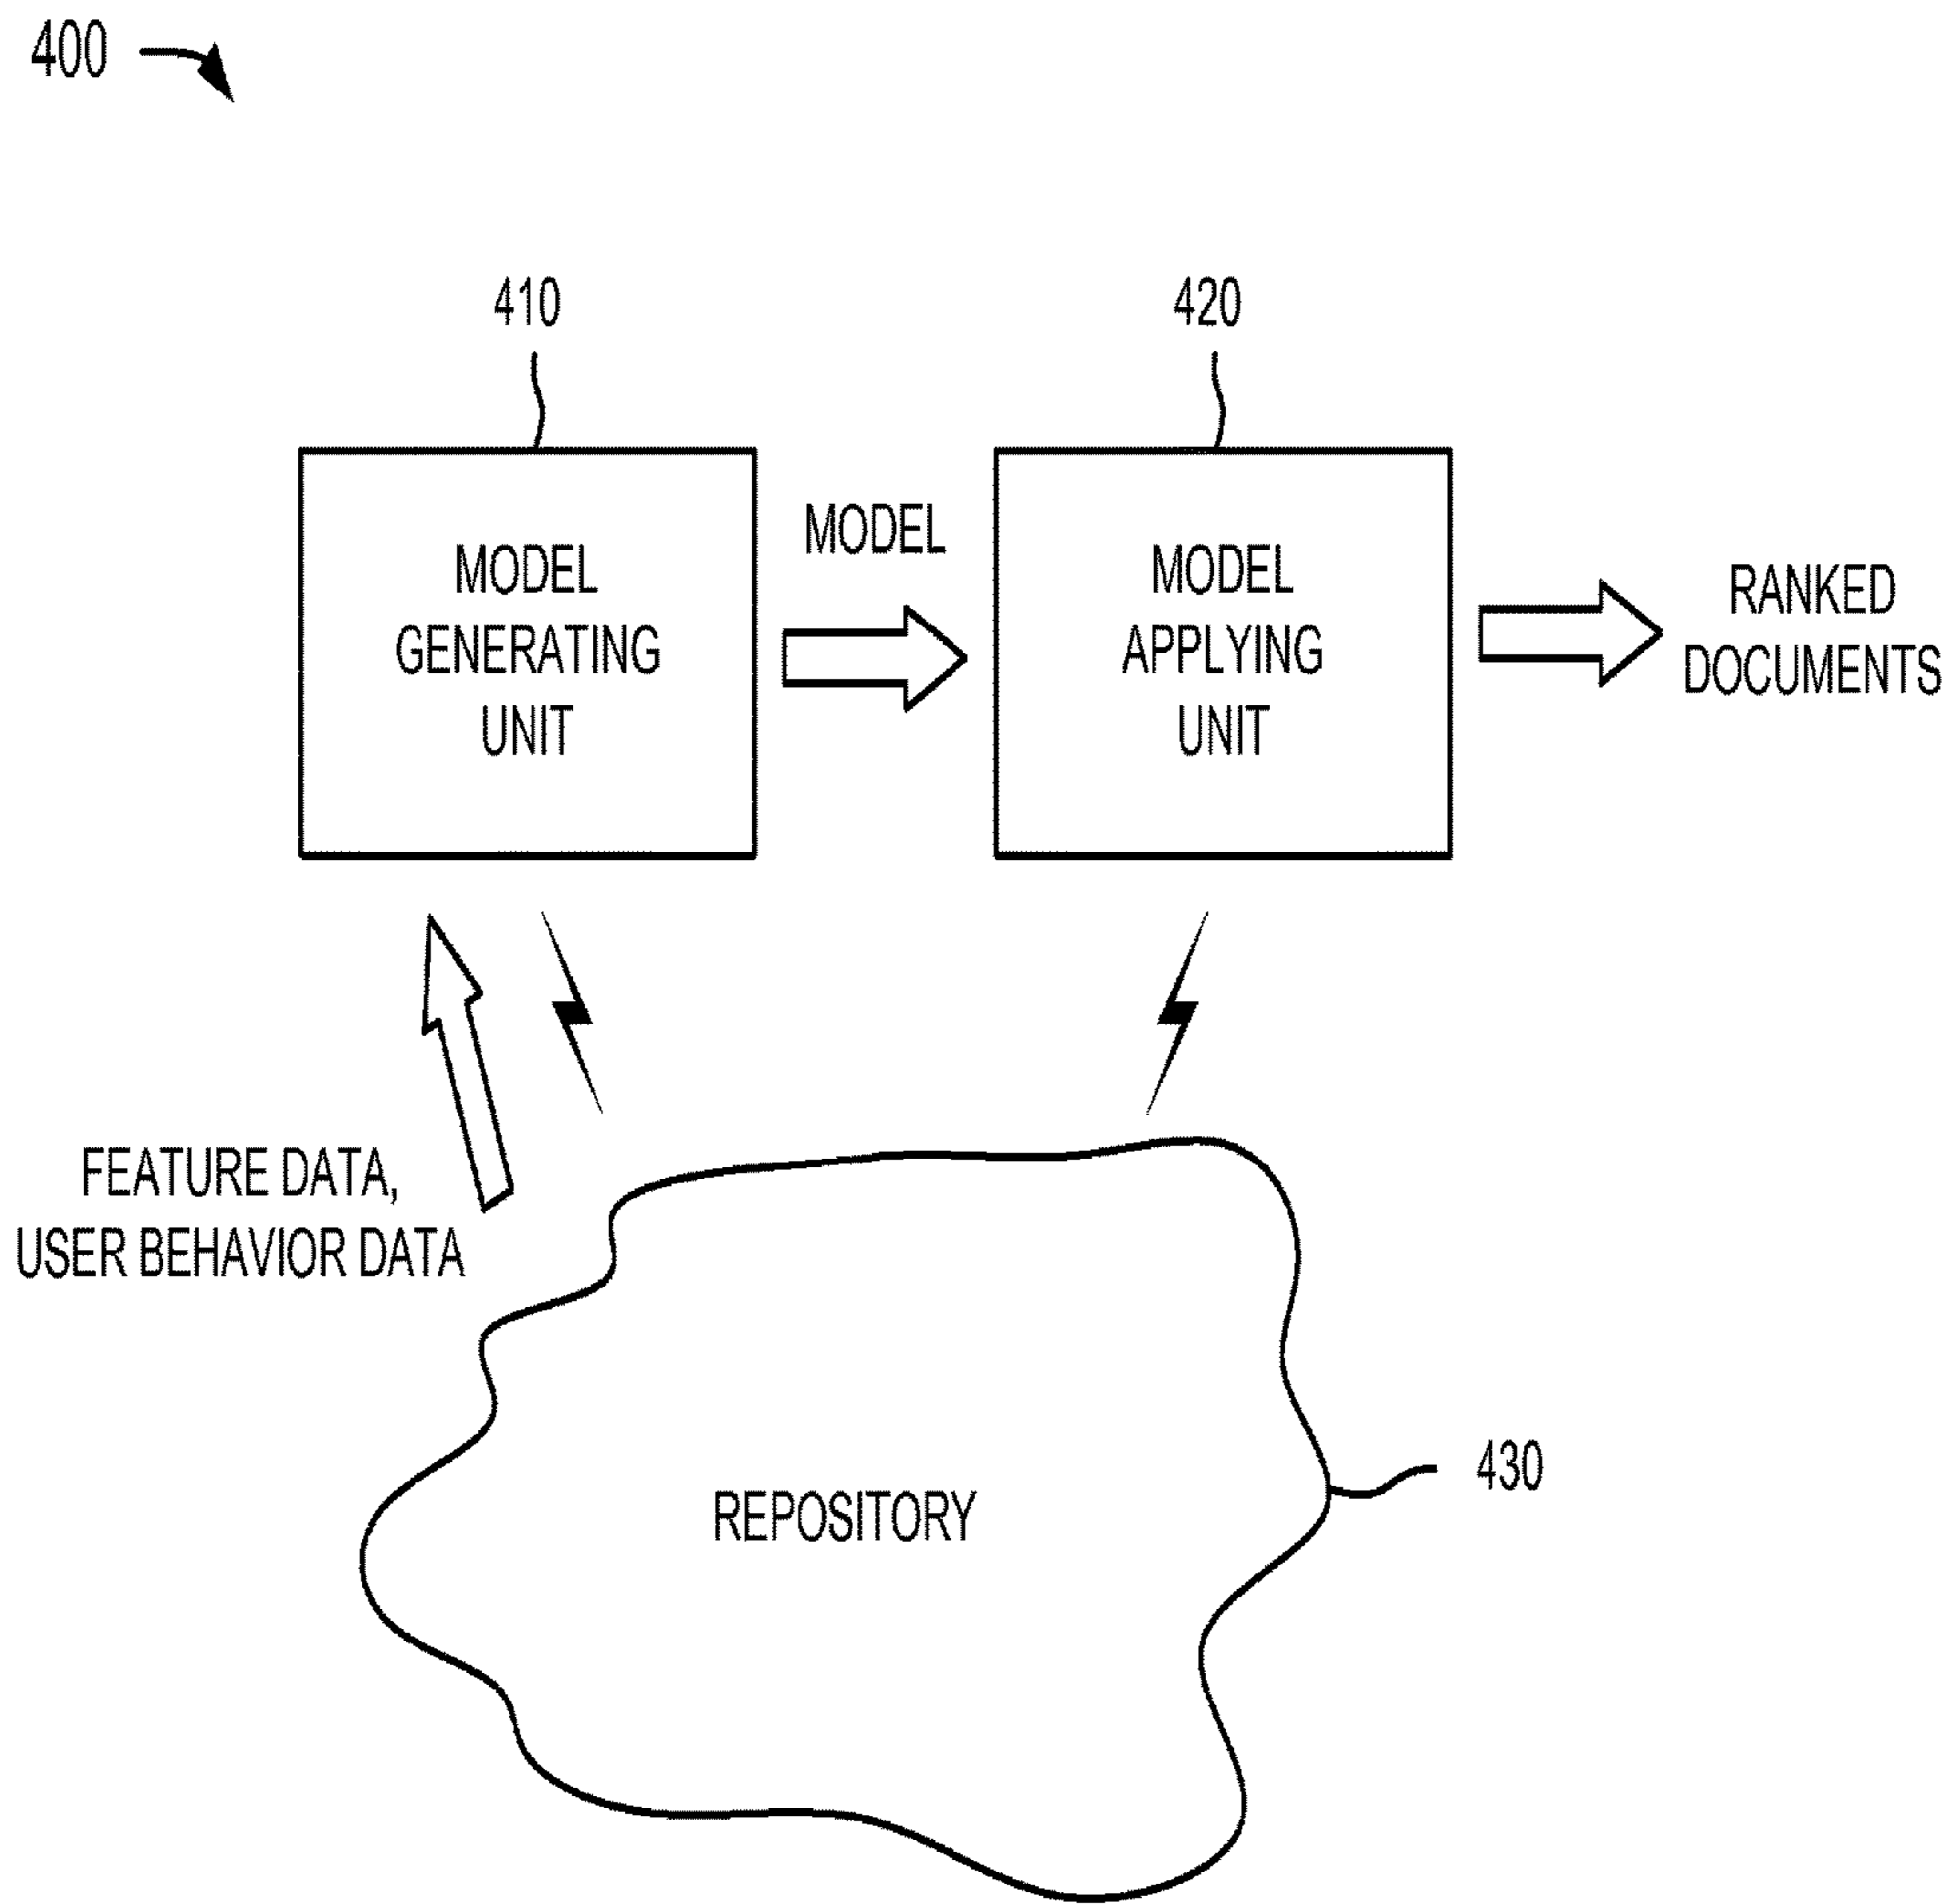 400
410
420
MODEL
GENERATING
UNIT
MODEL
MODEL
APPLYING
UNIT
RANKED
DOCUMENTS
FEATURE DATA,
USER BEHAVIOR DATA
REPOSITORY
430